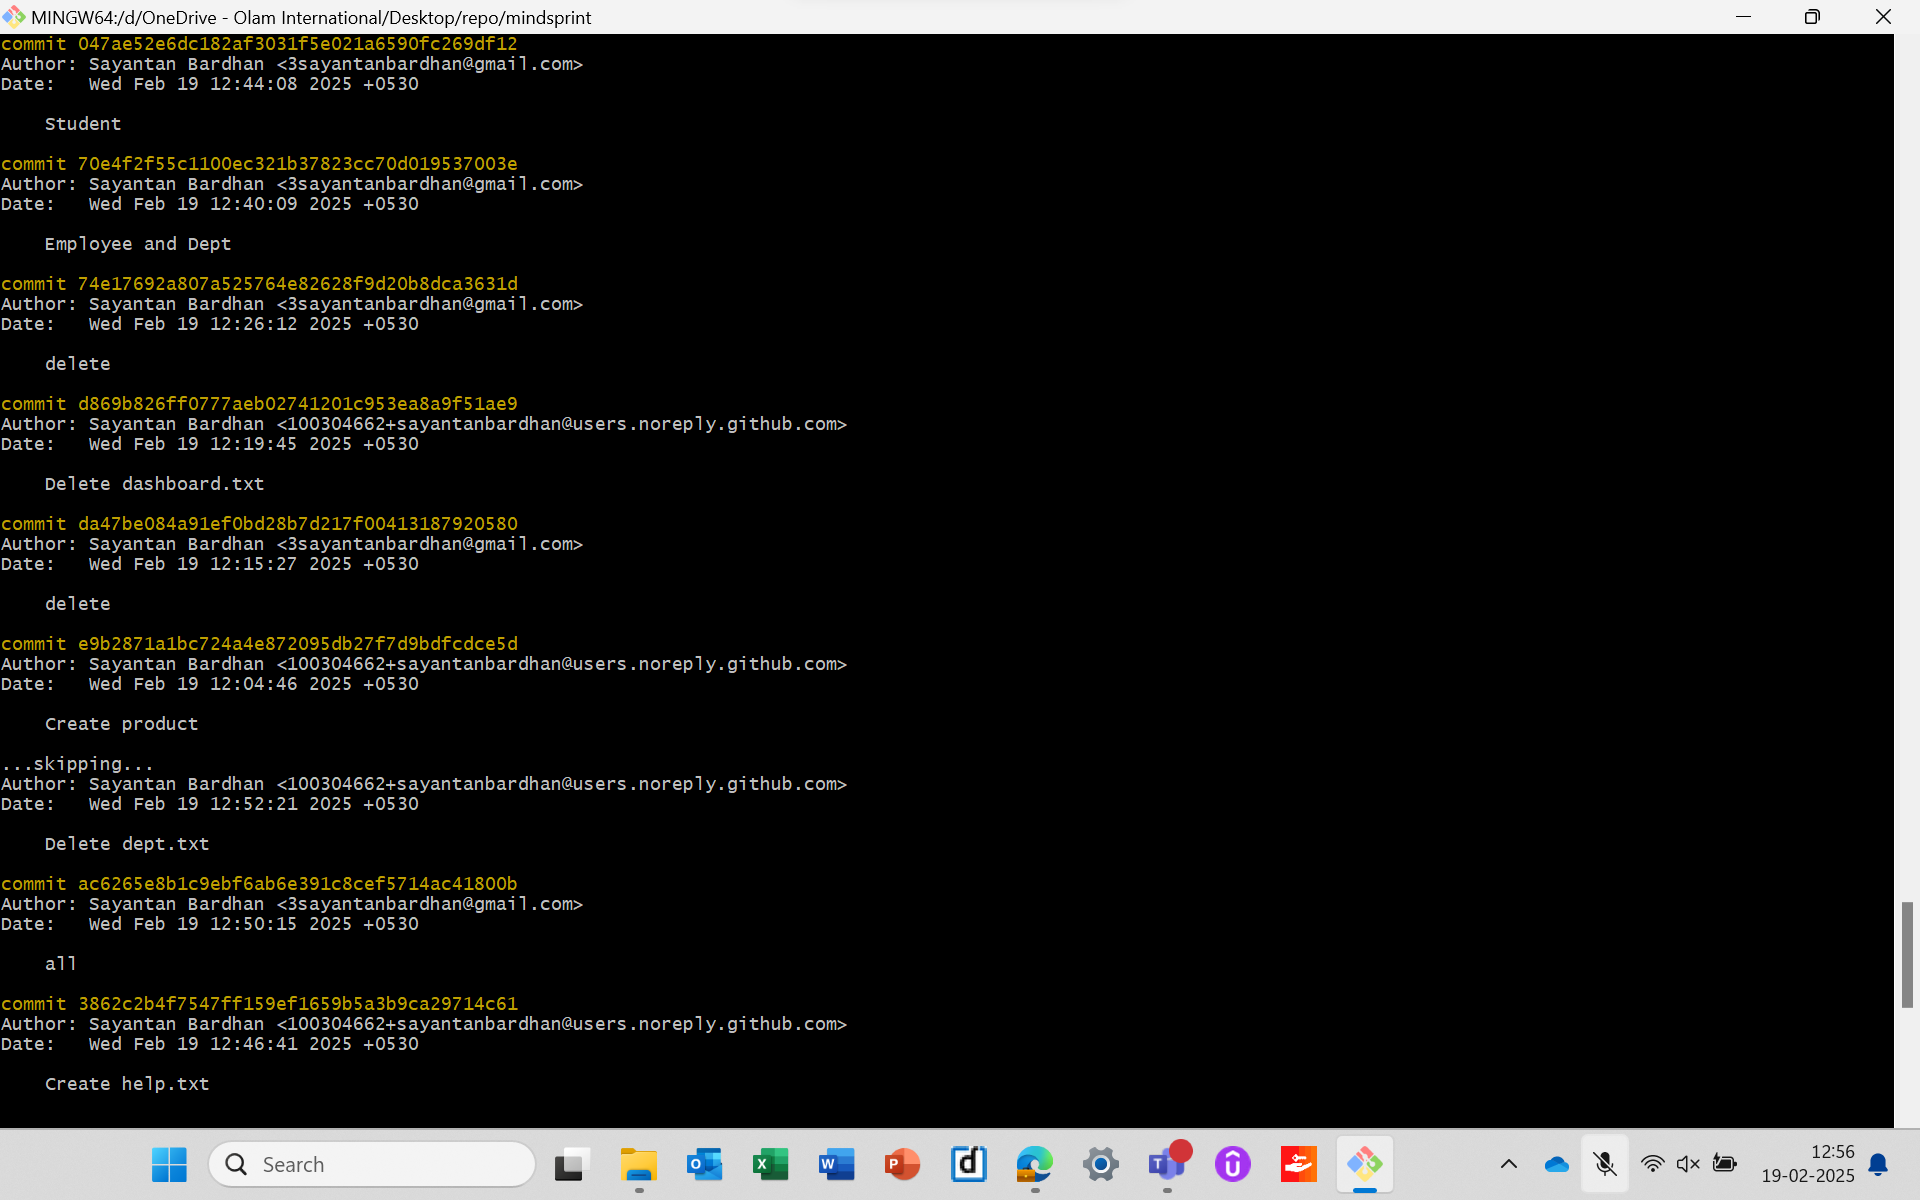 MINGW64:/d/OneDrive - Olam International/Desktop/repo/mindsprint
commit 047ae52e6dc182af3031f5e021a6590fc269df12
Author: Sayantan Bardhan <3sayantanbardhan@gmail.com>
Date:   Wed Feb 19 12:44:08 2025 +0530
    Student
commit 70e4f2f55c1100ec321b37823cc70d019537003e
Author: Sayantan Bardhan <3sayantanbardhan@gmail.com>
Date:   Wed Feb 19 12:40:09 2025 +0530
    Employee and Dept
commit 74e17692a807a525764e82628f9d20b8dca3631d
Author: Sayantan Bardhan <3sayantanbardhan@gmail.com>
Date:   Wed Feb 19 12:26:12 2025 +0530
    delete
commit d869b826ff0777aeb02741201c953ea8a9f51ae9
Author: Sayantan Bardhan <100304662+sayantanbardhan@users.noreply.github.com>
Date:   Wed Feb 19 12:19:45 2025 +0530
    Delete dashboard.txt
commit da47be084a91ef0bd28b7d217f00413187920580
Author: Sayantan Bardhan <3sayantanbardhan@gmail.com>
Date:   Wed Feb 19 12:15:27 2025 +0530
    delete
commit e9b2871a1bc724a4e872095db27f7d9bdfcdce5d
Author: Sayantan Bardhan <100304662+sayantanbardhan@users.noreply.github.com>
Date:   Wed Feb 19 12:04:46 2025 +0530
    Create product
...skipping...
Author: Sayantan Bardhan <100304662+sayantanbardhan@users.noreply.github.com>
Date:   Wed Feb 19 12:52:21 2025 +0530
    Delete dept.txt
commit ac6265e8b1c9ebf6ab6e391c8cef5714ac41800b
Author: Sayantan Bardhan <3sayantanbardhan@gmail.com>
Date:   Wed Feb 19 12:50:15 2025 +0530
    all
commit 3862c2b4f7547ff159ef1659b5a3b9ca29714c61
Author: Sayantan Bardhan <100304662+sayantanbardhan@users.noreply.github.com>
Date:   Wed Feb 19 12:46:41 2025 +0530
    Create help.txt
Search
12:56
19-02-2025